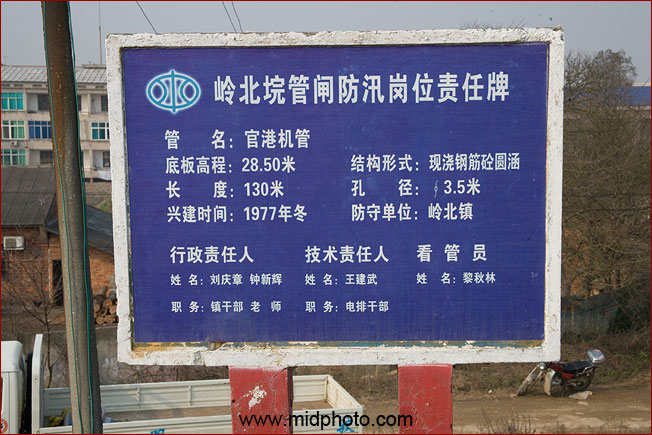 岭北垸管闸防汛岗位责任牌
管 名：官港机管
底板高程：28.50米 结构形式：现浇钢筋砼圆涵
长 度：130米 孔 径：∮3.5米
兴建时间：1977年冬 防守单位：岭北镇
行政责任人 技术责任人 看管员
姓名：刘庆章 钟新辉 姓名：王建武 姓名：黎秋林
职务：镇干部 老师 职务：电排干部
www.midphoto.com